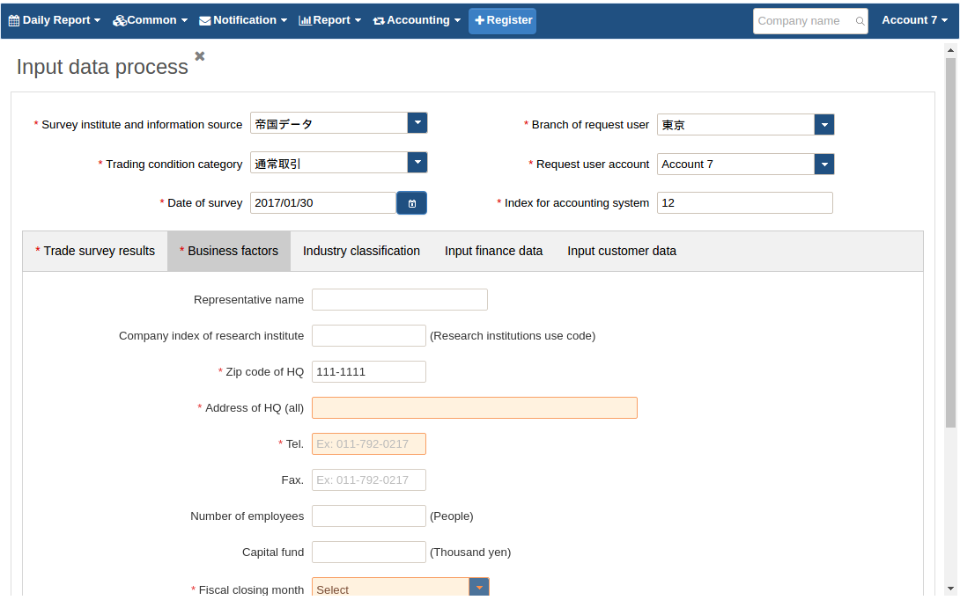 Daily Report Common Notification Report Accounting + Register Company name Account 7
Input data process ×
* Survey institute and information source 帝国データ * Branch of request user 東京
* Trading condition category 通常取引 * Request user account Account 7
* Date of survey 2017/01/30 * Index for accounting system 12
* Trade survey results * Business factors Industry classification Input finance data Input customer data
Representative name
Company index of research institute (Research institutions use code)
* Zip code of HQ 111-1111
* Address of HQ (all)
* Tel. Ex: 011-792-0217
Fax. Ex: 011-792-0217
Number of employees (People)
Capital fund (Thousand yen)
* Fiscal closing month Select